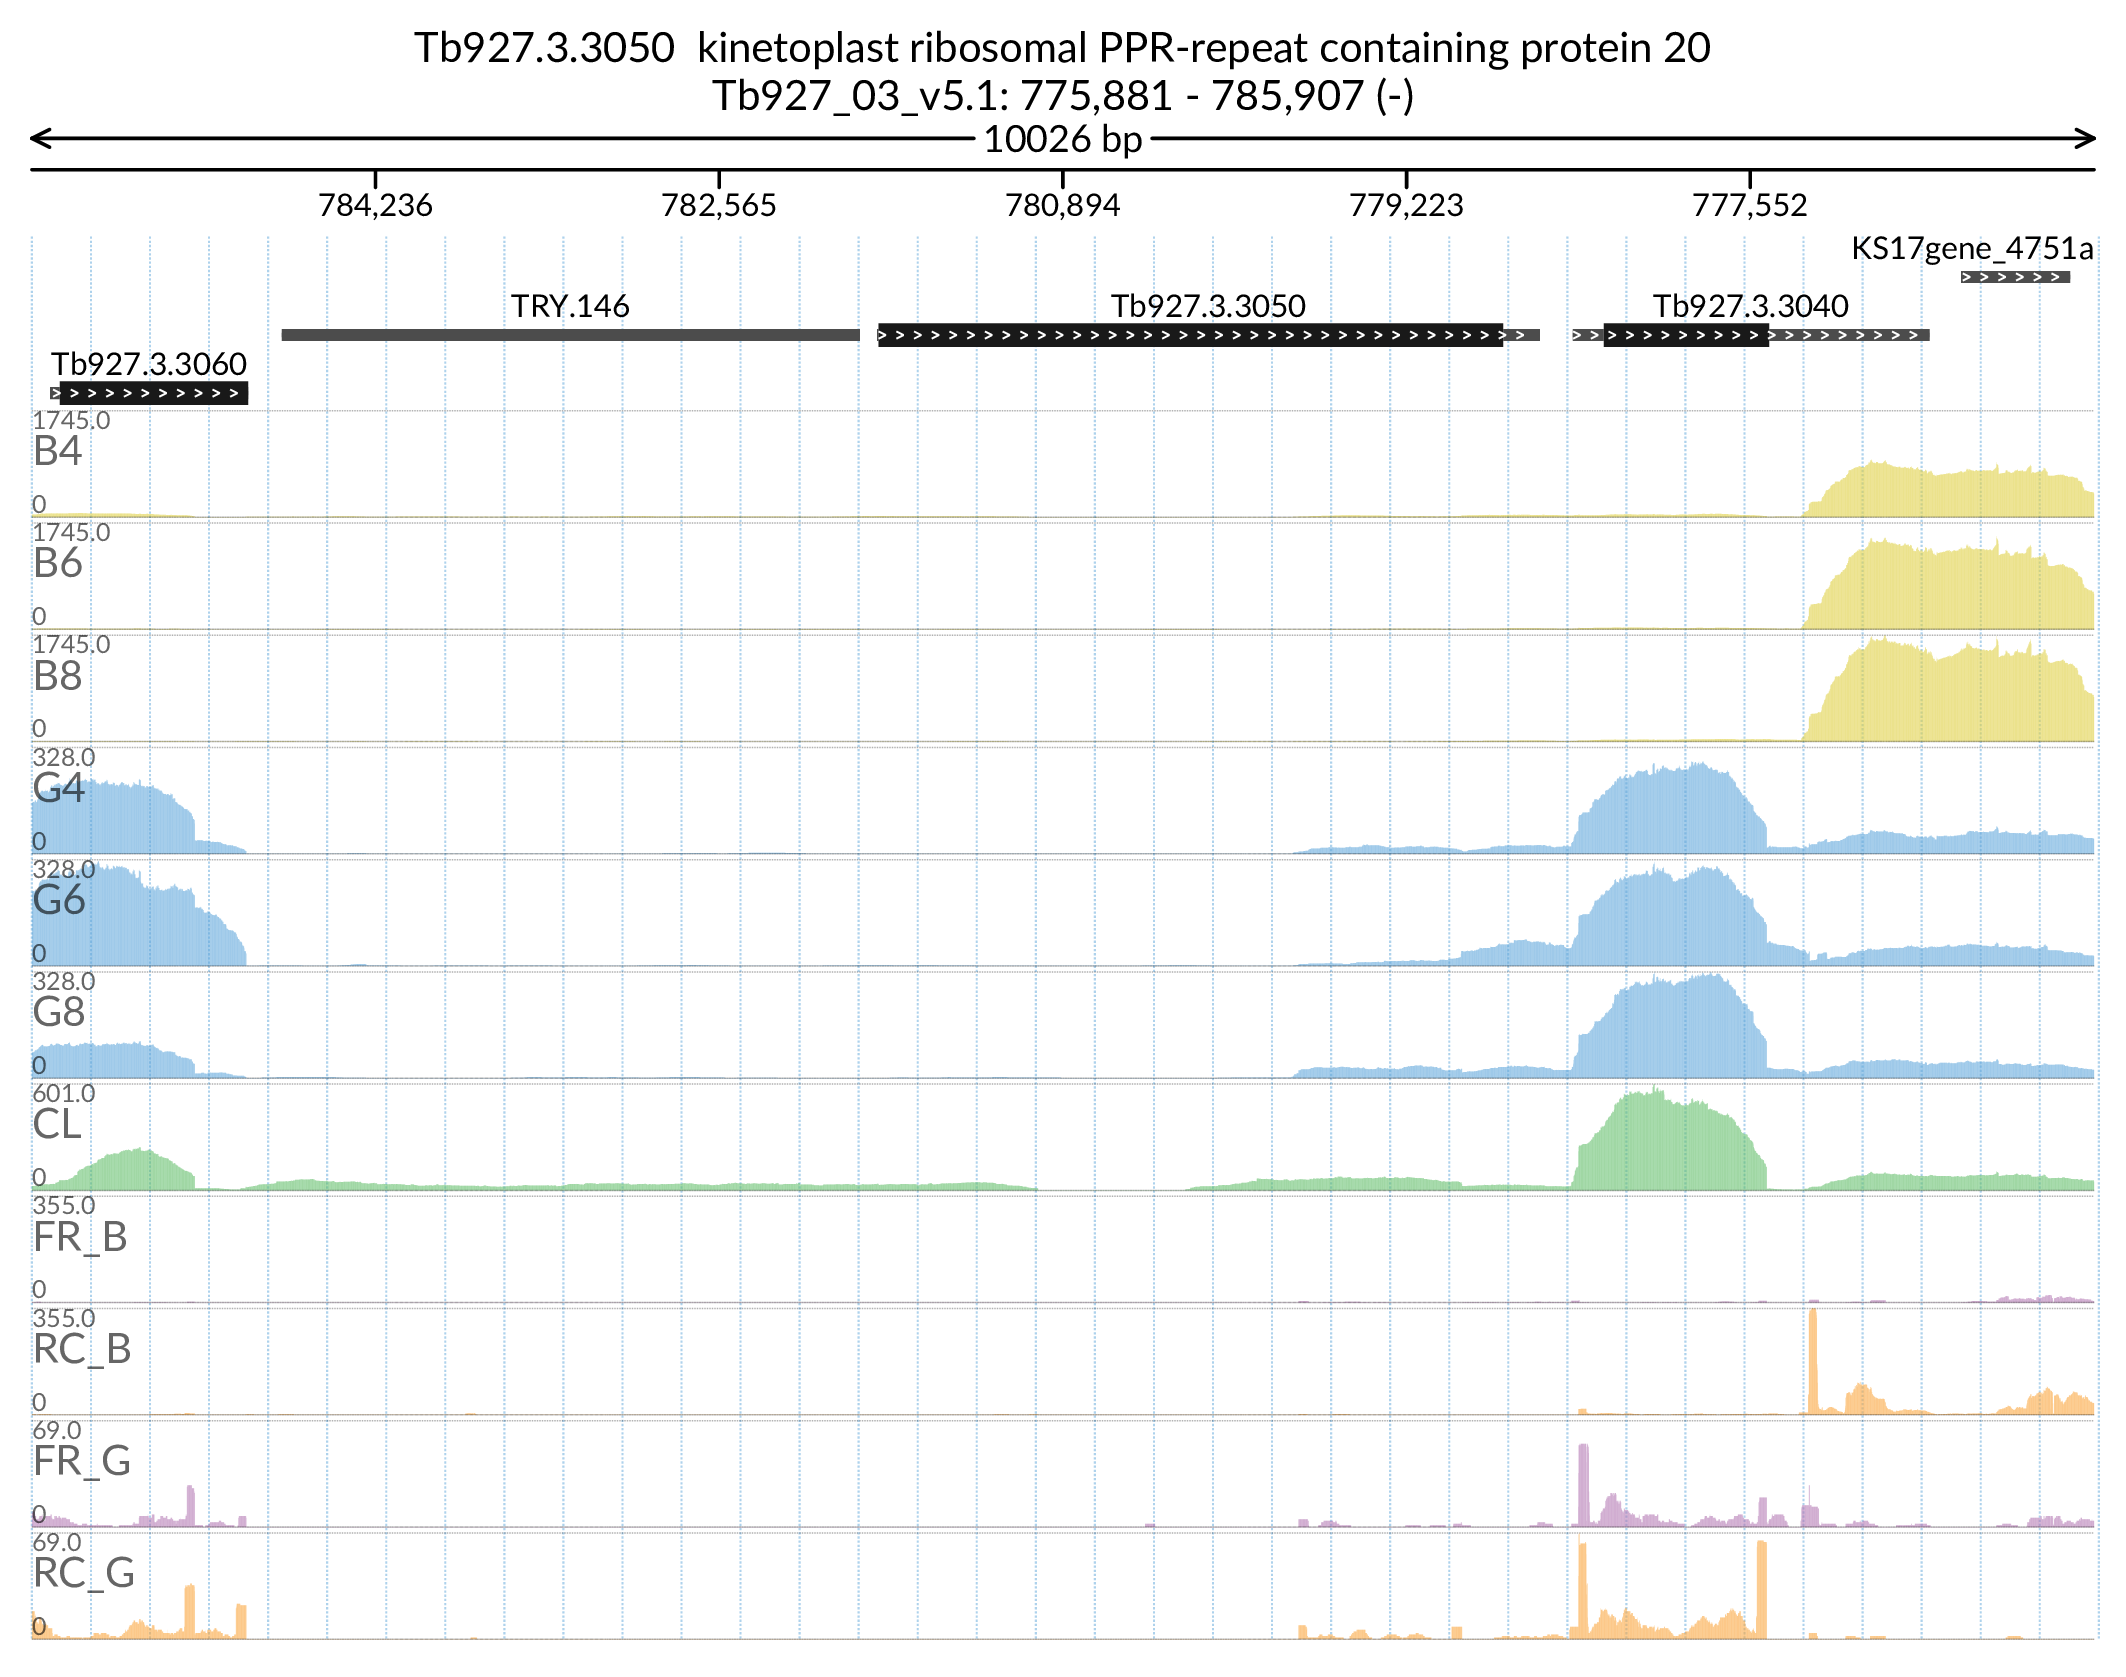 Tb927.3.3050 kinetoplast ribosomal PPR-repeat containing protein 20
Tb927_03_v5.1: 775,881 - 785,907 (-)
10026 bp
784,236 782,565 780,894 779,223 777,552
KS17gene_4751a
TRY.146 Tb927.3.3050 Tb927.3.3040
Tb927.3.3060
1745.0
B4
0
1745.0
B6
0
1745.0
B8
0
328.0
G4
0
328.0
G6
0
328.0
G8
0
601.0
CL
0
355.0
FR_B
0
355.0
RC_B
0
69.0
FR_G
0
69.0
RC_G
0